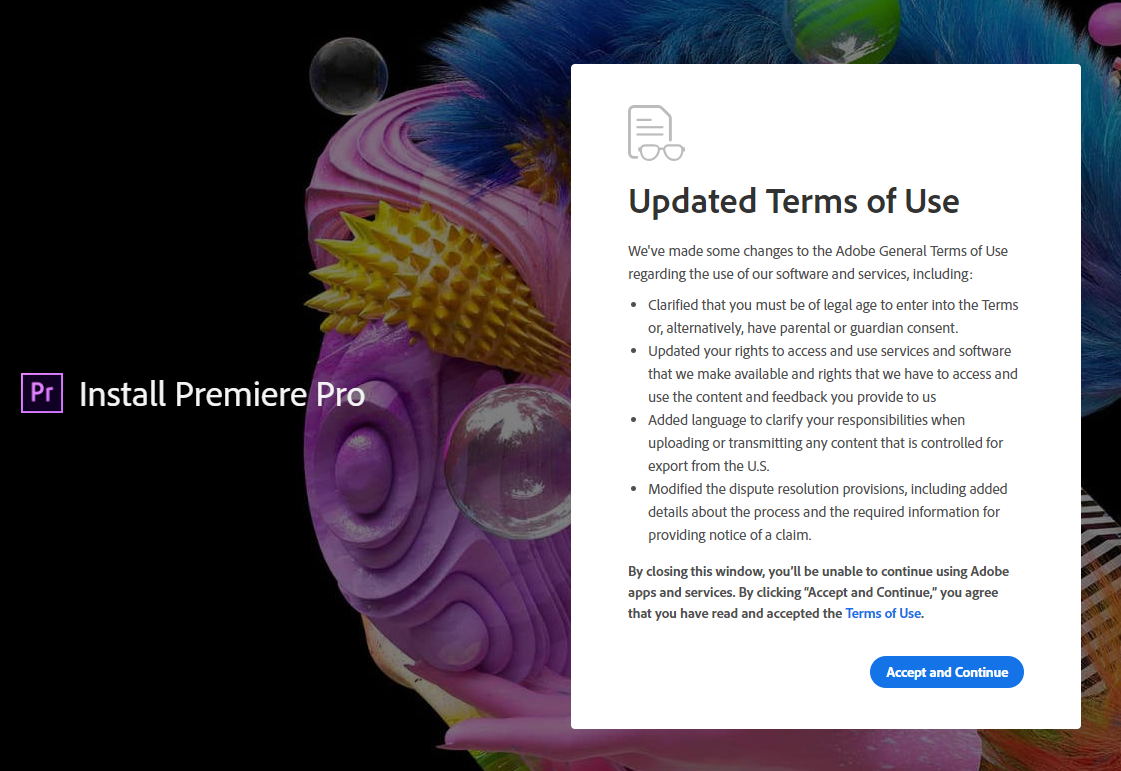 Pr Install Premiere Pro
Updated Terms of Use
We've made some changes to the Adobe General Terms of Use
regarding the use of our software and services, including:
• Clarified that you must be of legal age to enter into the Terms
or, alternatively, have parental or guardian consent.
• Updated your rights to access and use services and software
that we make available and rights that we have to access and
use the content and feedback you provide to us
• Added language to clarify your responsibilities when
uploading or transmitting any content that is controlled for
export from the U.S.
• Modified the dispute resolution provisions, including added
details about the process and the required information for
providing notice of a claim.
By closing this window, you’ll be unable to continue using Adobe
apps and services. By clicking “Accept and Continue,” you agree
that you have read and accepted the Terms of Use.
Accept and Continue